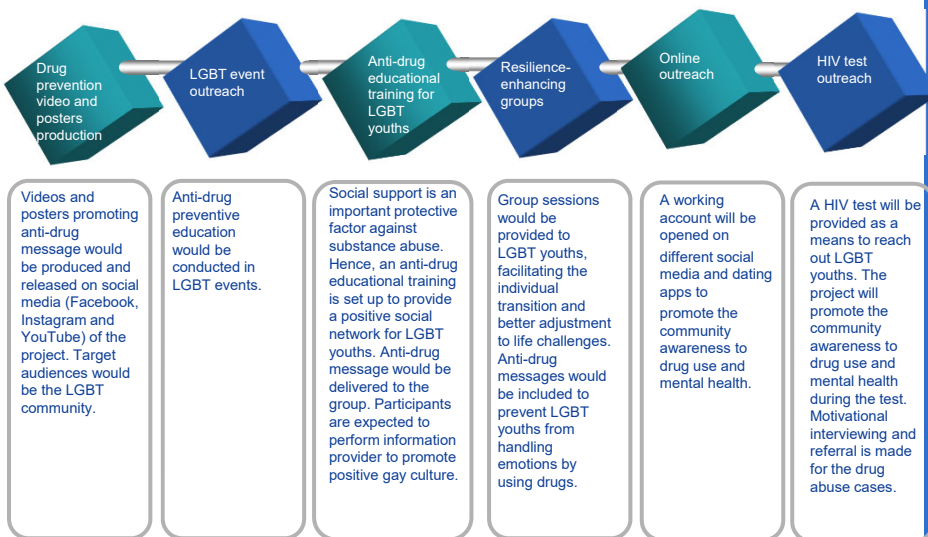 Drug
prevention
video and
posters
production
LGBT event
outreach
Anti-drug
educational
training for
LGBT
youths
Resilience-
enhancing
groups
Online
outreach
HIV test
outreach
Videos and
posters promoting
anti-drug
message would
be produced and
released on social
media (Facebook,
Instagram and
YouTube) of the
project. Target
audiences would
be the LGBT
community.
Anti-drug
preventive
education
would be
conducted in
LGBT events.
Social support is an
important protective
factor against
substance abuse.
Hence, an anti-drug
educational training
is set up to provide
a positive social
network for LGBT
youths. Anti-drug
message would be
delivered to the
group. Participants
are expected to
perform information
provider to promote
positive gay culture.
Group sessions
would be
provided to
LGBT youths,
facilitating the
individual
transition and
better adjustment
to life challenges.
Anti-drug
messages would
be included to
prevent LGBT
youths from
handling
emotions by
using drugs.
A working
account will be
opened on
different social
media and dating
apps to
promote the
community
awareness to
drug use and
mental health.
A HIV test will be
provided as a
means to reach
out LGBT
youths. The
project will
promote the
community
awareness to
drug use and
mental health
during the test.
Motivational
interviewing and
referral is made
for the drug
abuse cases.